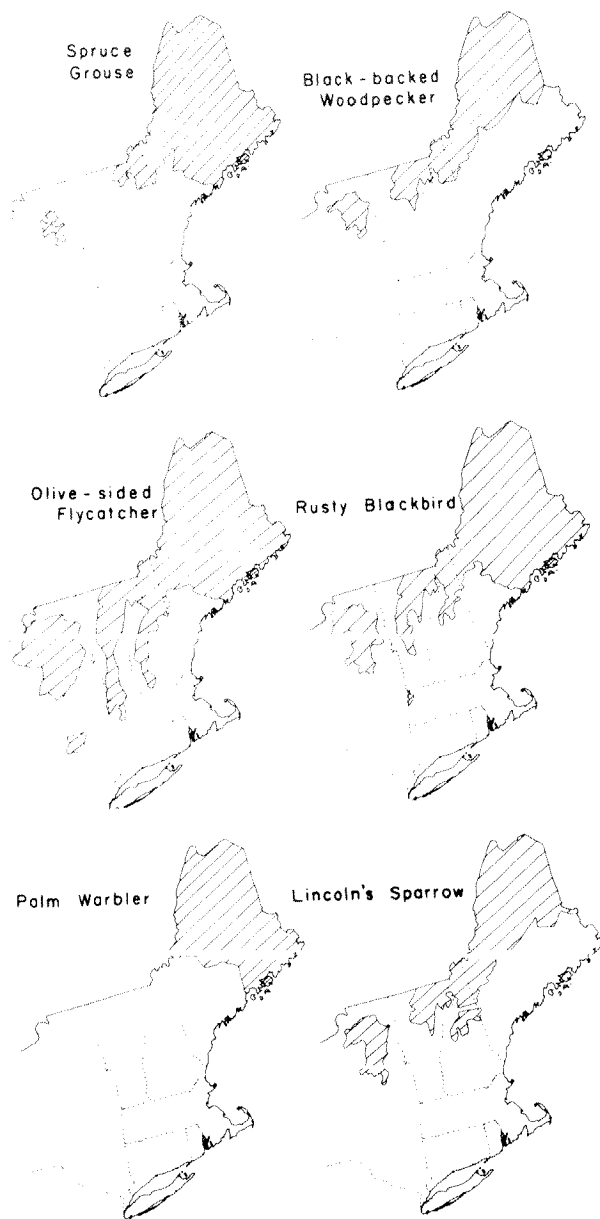 Spruce
Grouse
Black-backed
Woodpecker
Olive-sided
Flycatcher
Rusty Blackbird
Palm Warbler
Lincoln's Sparrow